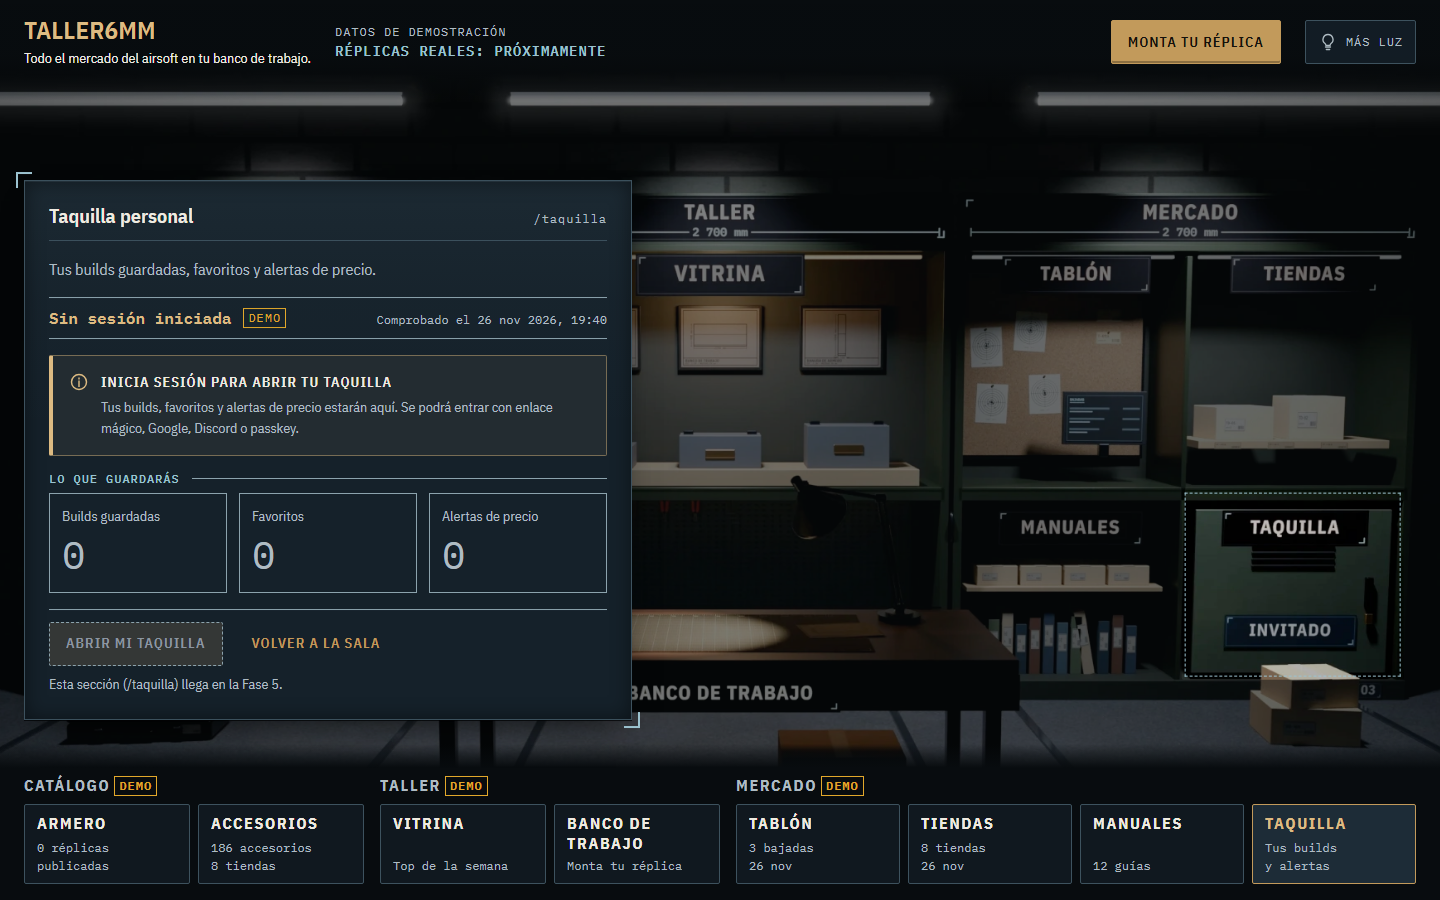 TALLER6MM
Todo el mercado del airsoft en tu banco de trabajo.
DATOS DE DEMOSTRACIÓN
RÉPLICAS REALES: PRÓXIMAMENTE
MONTA TU RÉPLICA
MÁS LUZ
Taquilla personal
/taquilla
Tus builds guardadas, favoritos y alertas de precio.
Sin sesión iniciada DEMO
Comprobado el 26 nov 2026, 19:40
INICIA SESIÓN PARA ABRIR TU TAQUILLA
Tus builds, favoritos y alertas de precio estarán aquí. Se podrá entrar con enlace
mágico, Google, Discord o passkey.
LO QUE GUARDARÁS
Builds guardadas
0
Favoritos
0
Alertas de precio
0
ABRIR MI TAQUILLA
VOLVER A LA SALA
Esta sección (/taquilla) llega en la Fase 5.
TALLER
2 700 mm
VITRINA
BANCO DE TRABAJO
MERCADO
2 700 mm
TABLÓN
TIENDAS
MANUALES
TAQUILLA
INVITADO
03
CATÁLOGO DEMO
ARMERO
0 réplicas
publicadas
ACCESORIOS
186 accesorios
8 tiendas
TALLER DEMO
VITRINA
Top de la semana
BANCO DE
TRABAJO
Monta tu réplica
MERCADO DEMO
TABLÓN
3 bajadas
26 nov
TIENDAS
8 tiendas
26 nov
MANUALES
12 guías
TAQUILLA
Tus builds
y alertas